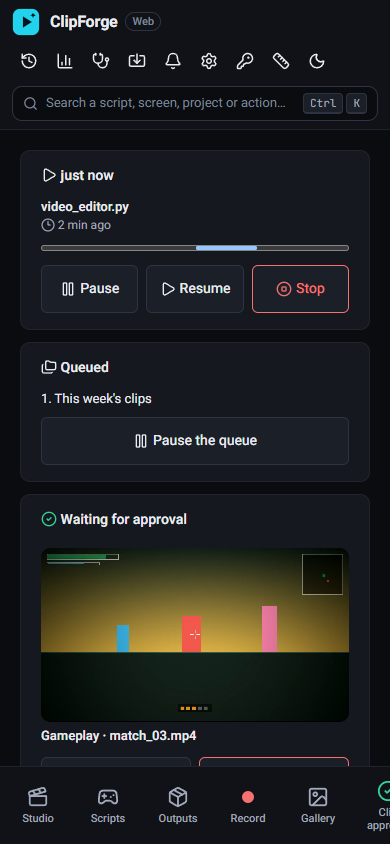 ClipForge Web
Search a script, screen, project or action... Ctrl K
just now
video_editor.py
2 min ago
Pause Resume Stop
Queued
1. This week's clips
Pause the queue
Waiting for approval
Gameplay · match_03.mp4
Studio Scripts Outputs Record Gallery